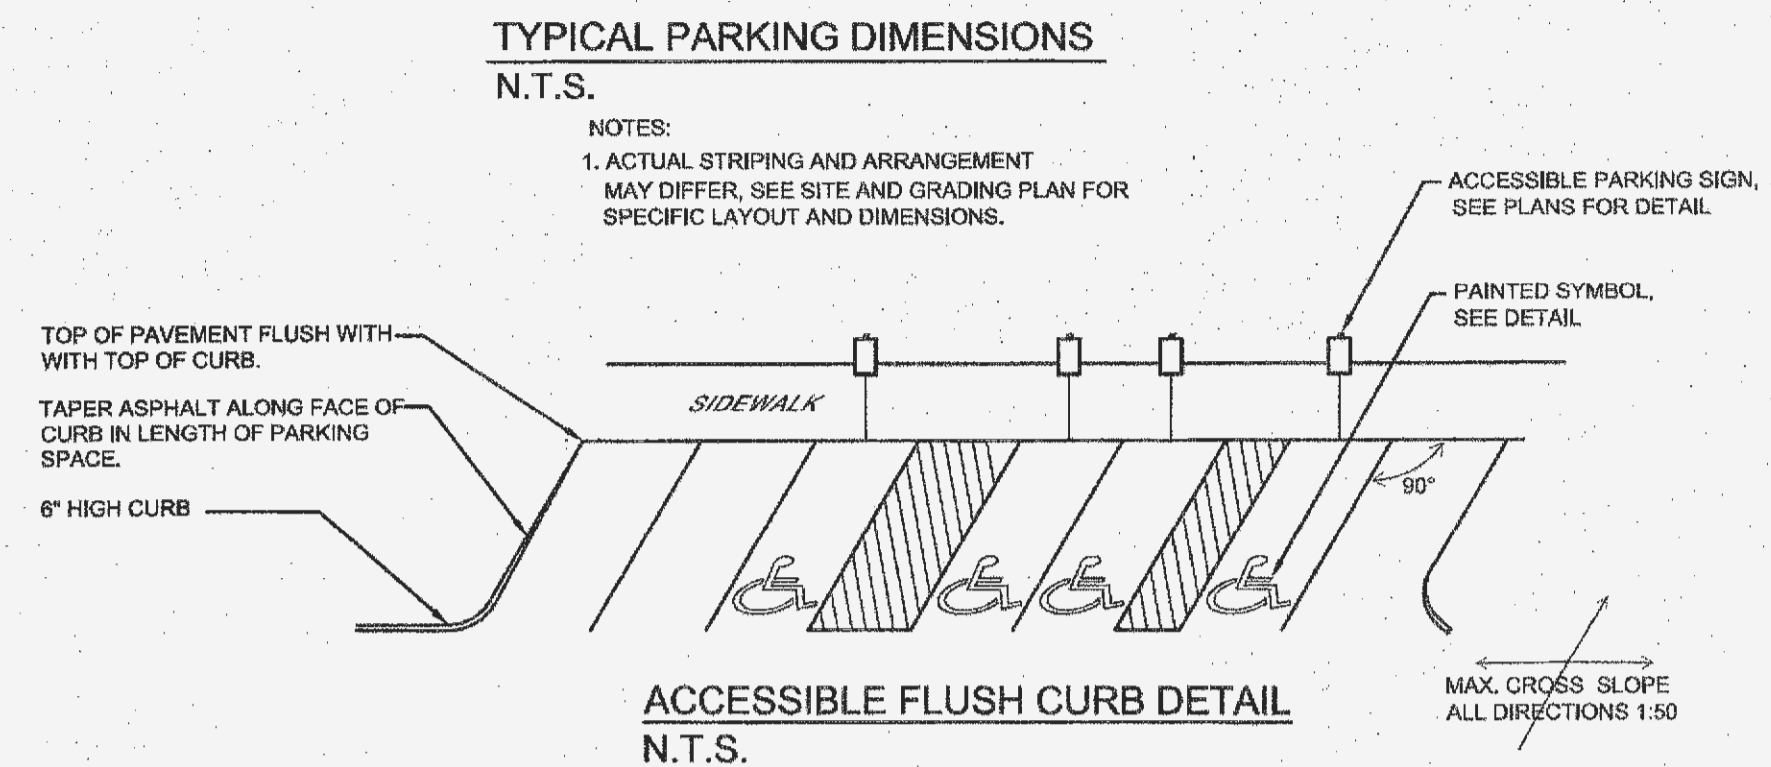 TYPICAL PARKING DIMENSIONS
N.T.S.
NOTES:
1. ACTUAL STRIPING AND ARRANGEMENT
MAY DIFFER, SEE SITE AND GRADING PLAN FOR
SPECIFIC LAYOUT AND DIMENSIONS.
ACCESSIBLE PARKING SIGN,
SEE PLANS FOR DETAIL
PAINTED SYMBOL,
SEE DETAIL
TOP OF PAVEMENT FLUSH WITH
WITH TOP OF CURB.
TAPER ASPHALT ALONG FACE OF
CURB IN LENGTH OF PARKING
SPACE.
6" HIGH CURB
SIDEWALK
90°
MAX. CROSS SLOPE
ALL DIRECTIONS 1:50
ACCESSIBLE FLUSH CURB DETAIL
N.T.S.